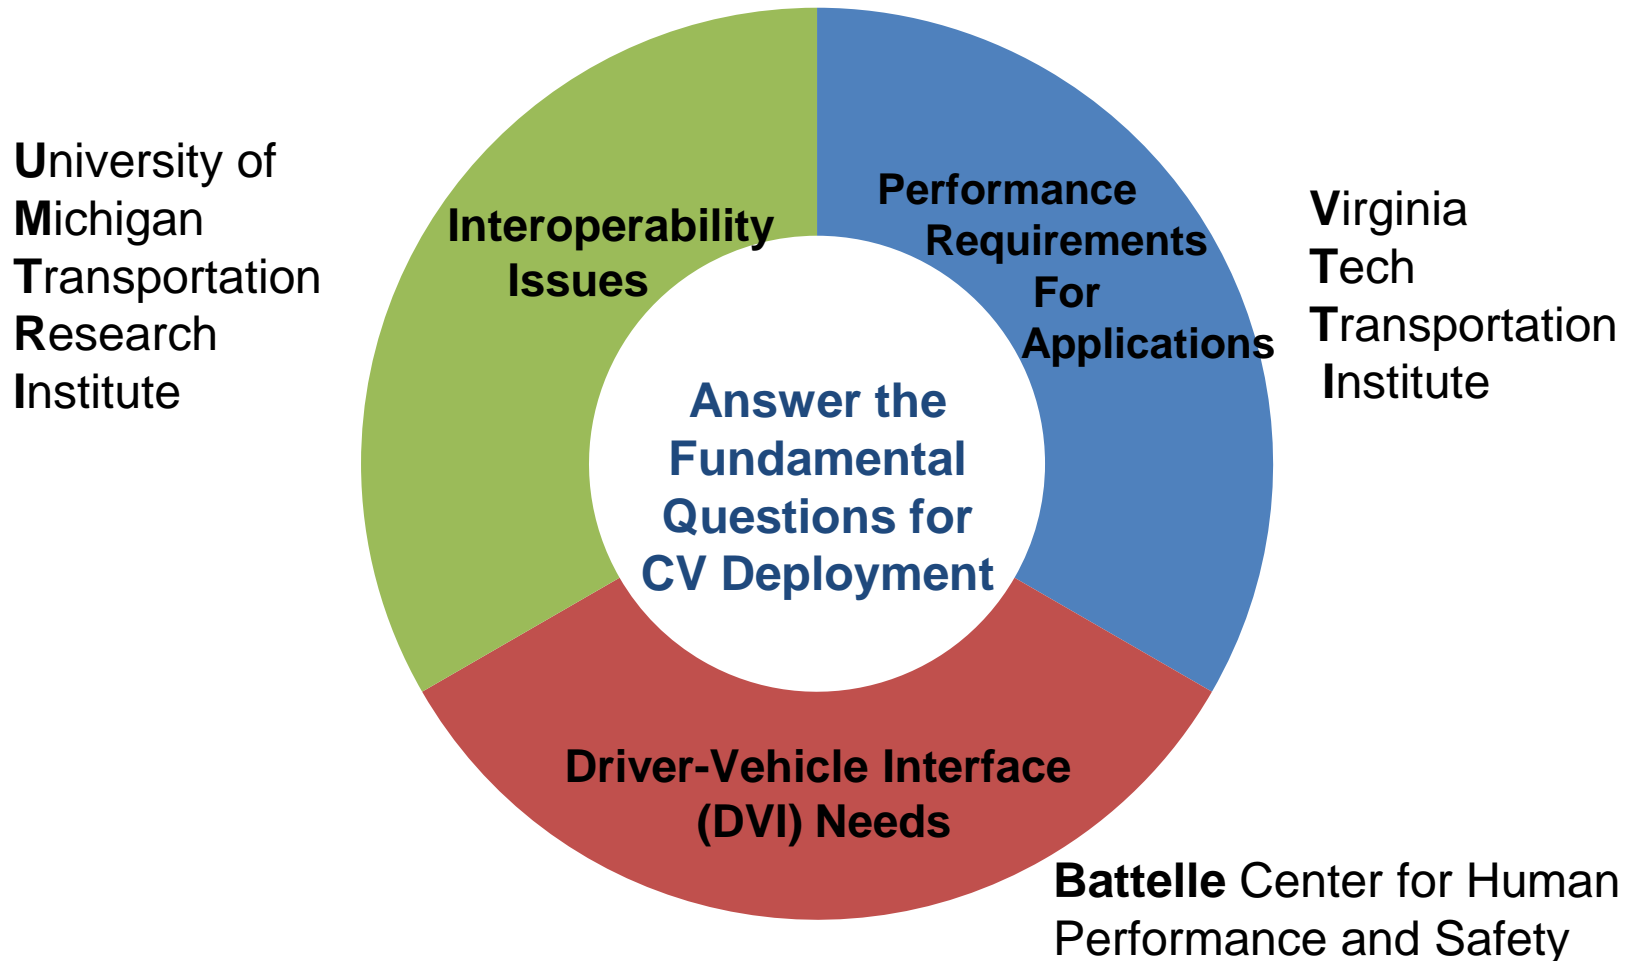 University of
Michigan
Transportation
Research
Institute
Interoperability
Issues
Performance
Requirements
For
Applications
Virginia
Tech
Transportation
Institute
Answer the
Fundamental
Questions for
CV Deployment
Driver-Vehicle Interface
(DVI) Needs
Battelle Center for Human
Performance and Safety